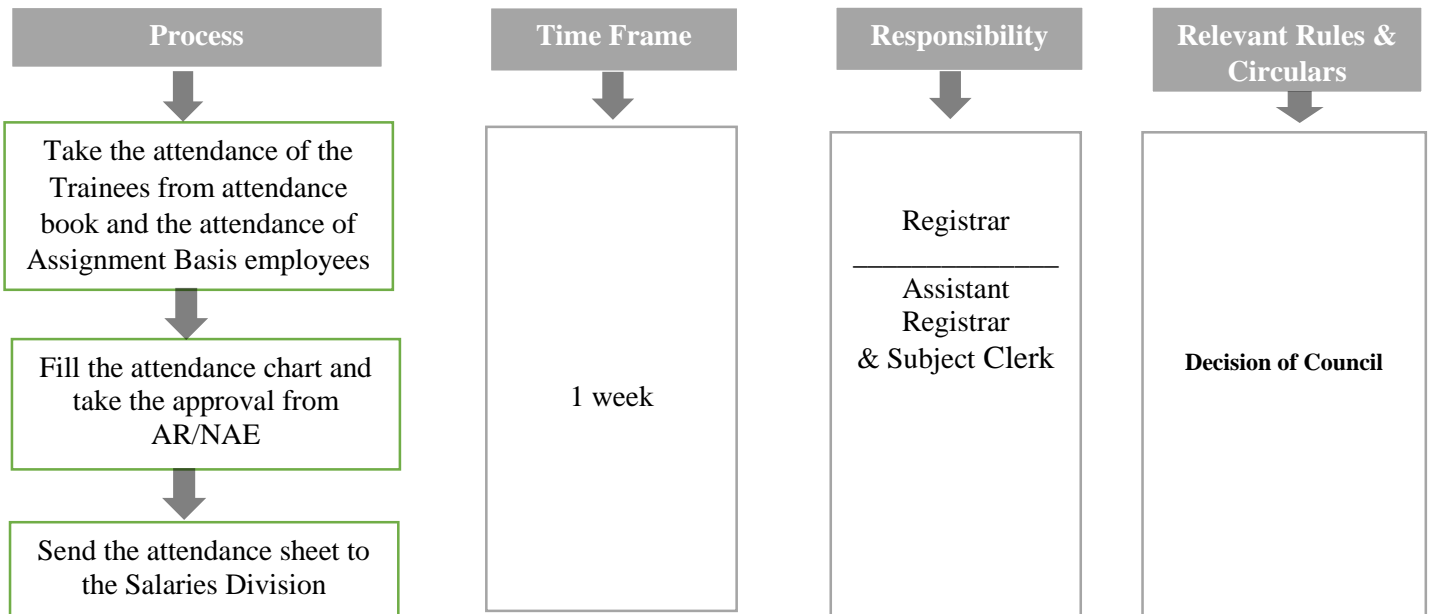 Process
Take the attendance of the
Trainees from attendance
book and the attendance of
Assignment Basis employees
Fill the attendance chart and
take the approval from
AR/NAE
Send the attendance sheet to
the Salaries Division
Time Frame
1 week
Responsibility
Registrar
Assistant
Registrar
& Subject Clerk
Relevant Rules &
Circulars
Decision of Council